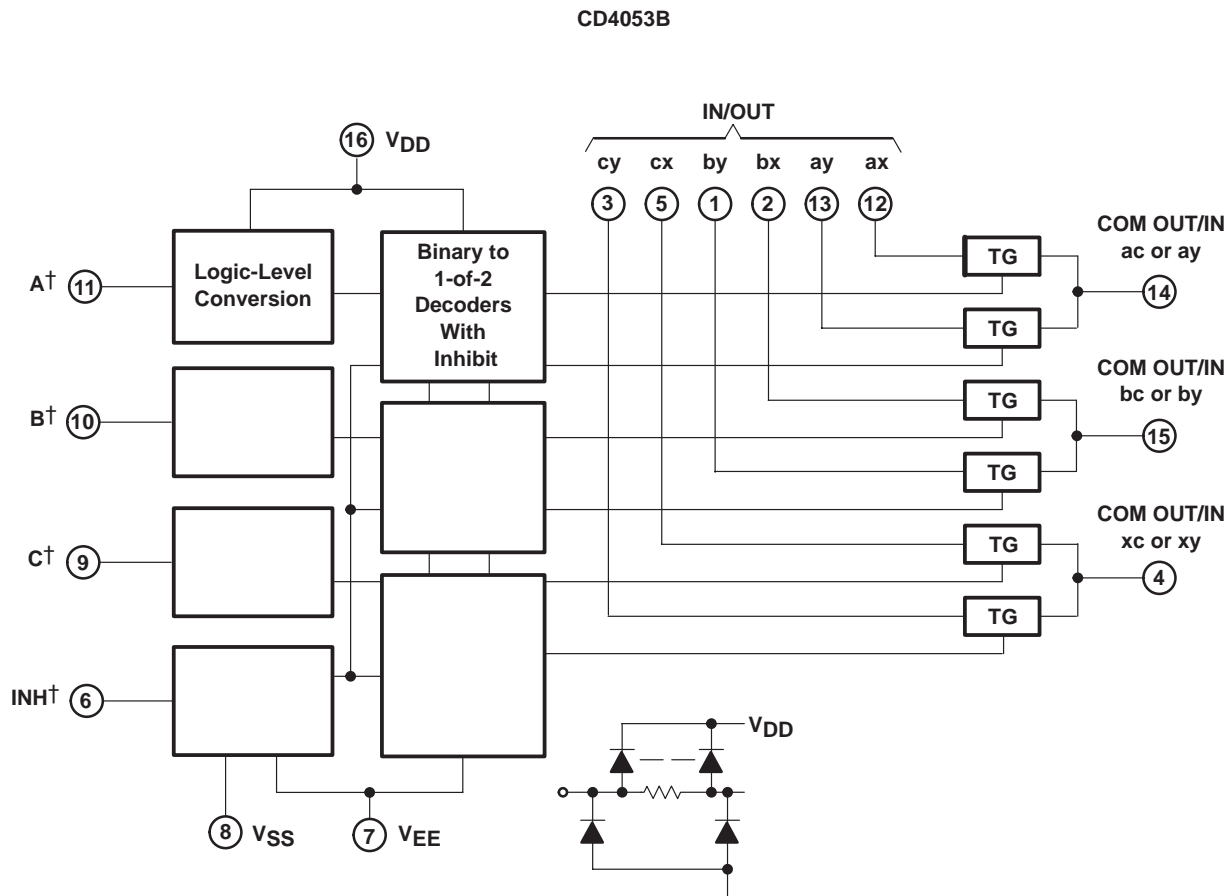 CD4053B
IN/OUT
16 VDD
cy cx by bx ay ax
3 5 1 2 13 12
COM OUT/IN
ac or ay
14
A† 11
Logic-Level
Conversion
Binary to
1-of-2
Decoders
With
Inhibit
TG
TG
B† 10
COM OUT/IN
bc or by
15
TG
TG
C† 9
COM OUT/IN
xc or xy
4
TG
TG
INH† 6
8 VSS
7 VEE
VDD